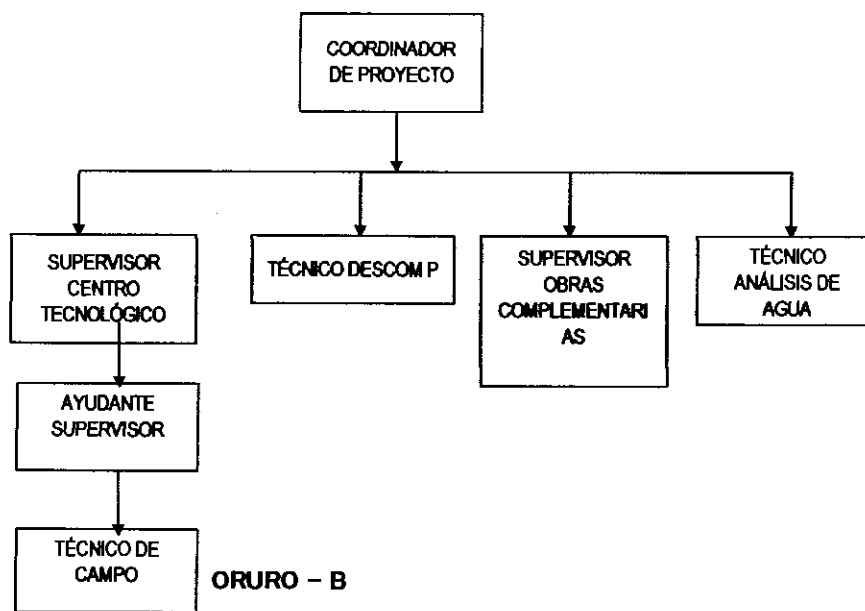 COORDINADOR
DE PROYECTO
SUPERVISOR
CENTRO
TECNOLÓGICO
TÉCNICO DESCOM P
SUPERVISOR
OBRAS
COMPLEMENTARI
AS
TÉCNICO
ANÁLISIS DE
AGUA
AYUDANTE
SUPERVISOR
TÉCNICO DE
CAMPO
ORURO – B